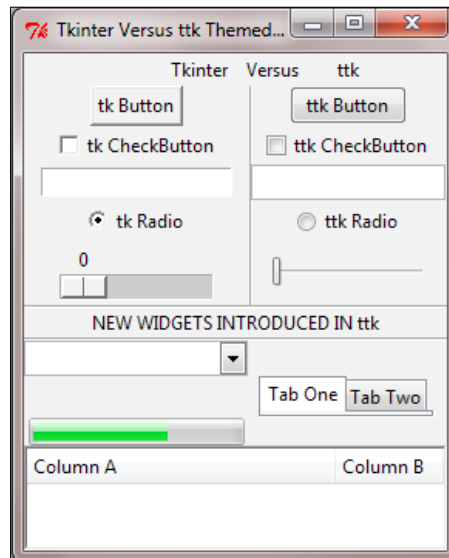 Tkinter Versus ttk Themed...
Tkinter Versus ttk
tk Button ttk Button
tk CheckButton ttk CheckButton
tk Radio ttk Radio
0
NEW WIDGETS INTRODUCED IN ttk
Tab One Tab Two
Column A Column B